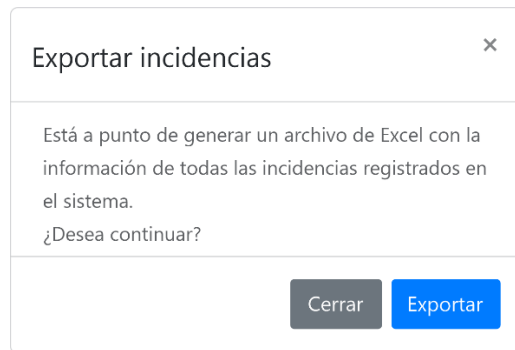 Exportar incidencias
×
Está a punto de generar un archivo de Excel con la
información de todas las incidencias registrados en
el sistema.
¿Desea continuar?
Cerrar
Exportar